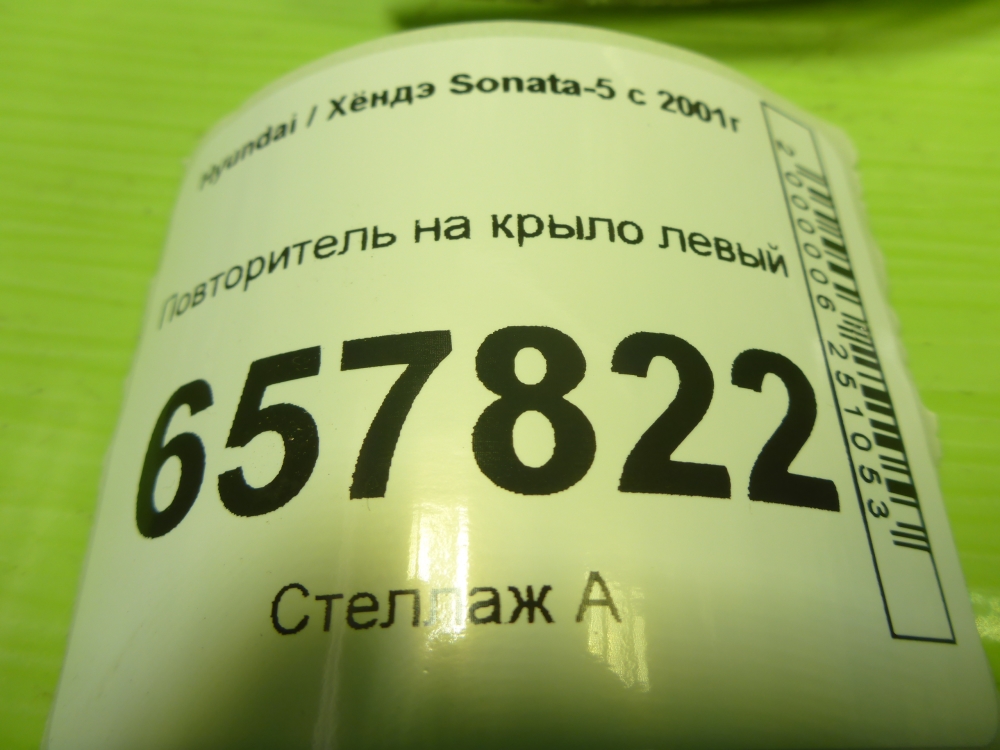 Hyundai / Хёндэ Sonata-5 с 2001г
Повторитель на крыло левый
657822
Стеллаж А
2000006251053